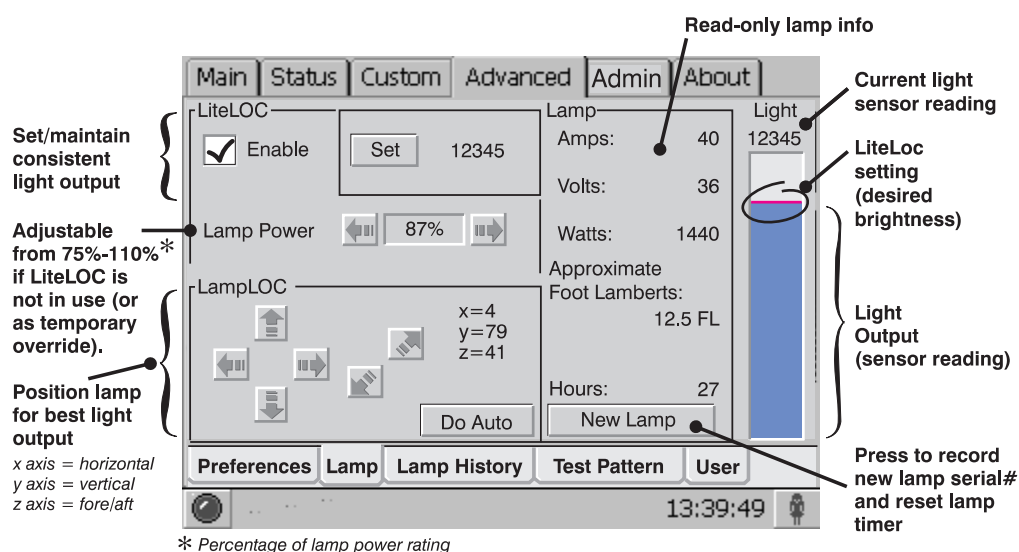 Read-only lamp info
Main Status Custom Advanced Admin About
Current light
sensor reading
Set/maintain
consistent
light output
LiteLOC
Enable
Set
12345
Lamp
Amps: 40
Volts: 36
Watts: 1440
Approximate
Foot Lamberts:
12.5 FL
Hours: 27
New Lamp
Light
12345
LiteLoc
setting
(desired
brightness)
Adjustable
from 75%-110%*
if LiteLOC is
not in use (or
as temporary
override).
Lamp Power
87%
LampLOC
x=4
y=79
z=41
Do Auto
Light
Output
(sensor reading)
Position lamp
for best light
output
x axis = horizontal
y axis = vertical
z axis = fore/aft
Preferences Lamp Lamp History Test Pattern User
Press to record
new lamp serial#
and reset lamp
timer
13:39:49
* Percentage of lamp power rating